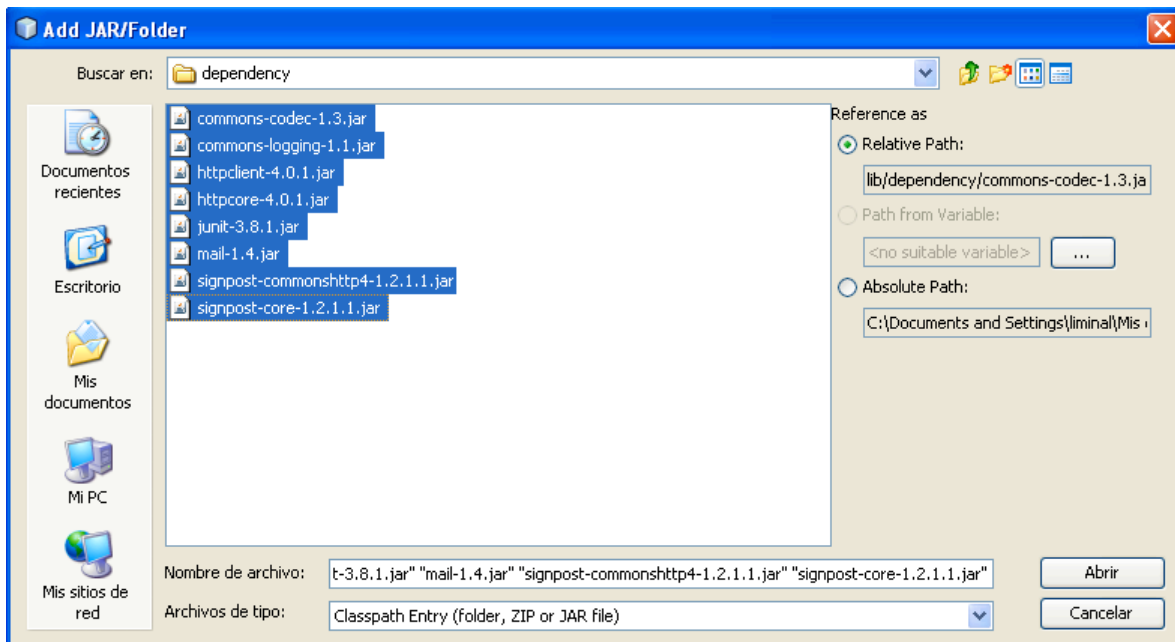 Add JAR/Folder
Buscar en:
dependency
Documentos
recientes
Escritorio
Mis
documentos
Mi PC
Mis sitios de
red
commons-codec-1.3.jar
commons-logging-1.1.jar
httpclient-4.0.1.jar
httpcore-4.0.1.jar
junit-3.8.1.jar
mail-1.4.jar
signpost-commonshttp4-1.2.1.1.jar
signpost-core-1.2.1.1.jar
Reference as
Relative Path:
lib/dependency/commons-codec-1.3.ja
Path from Variable:
<no suitable variable>
...
Absolute Path:
C:\Documents and Settings\liminal\Mis
Nombre de archivo:
t-3.8.1.jar" "mail-1.4.jar" "signpost-commonshttp4-1.2.1.1.jar" "signpost-core-1.2.1.1.jar"
Abrir
Archivos de tipo:
Classpath Entry (folder, ZIP or JAR file)
Cancelar